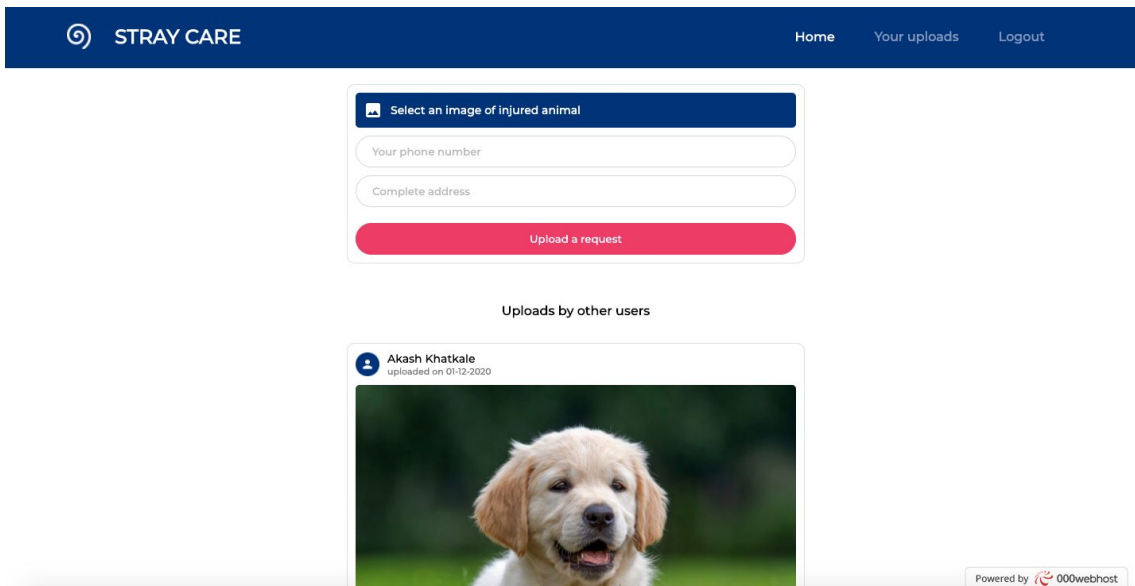 STRAY CARE
Home
Your uploads
Logout
Select an image of injured animal
Your phone number
Complete address
Upload a request
Uploads by other users
Akash Khatkale
uploaded on 01-12-2020
Powered by 000webhost